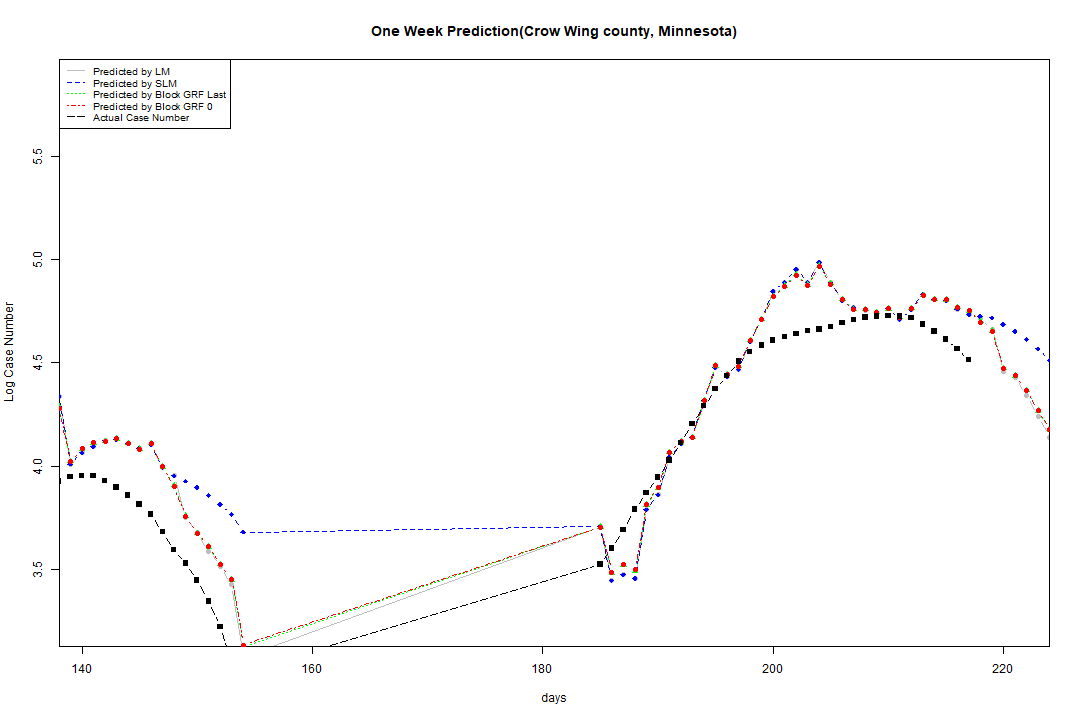 One Week Prediction(Crow Wing county, Minnesota)
Predicted by LM
Predicted by SLM
Predicted by Block GRF Last
Predicted by Block GRF 0
Actual Case Number
5.5
5.0
4.5
4.0
3.5
Log Case Number
140 160 180 200 220
days